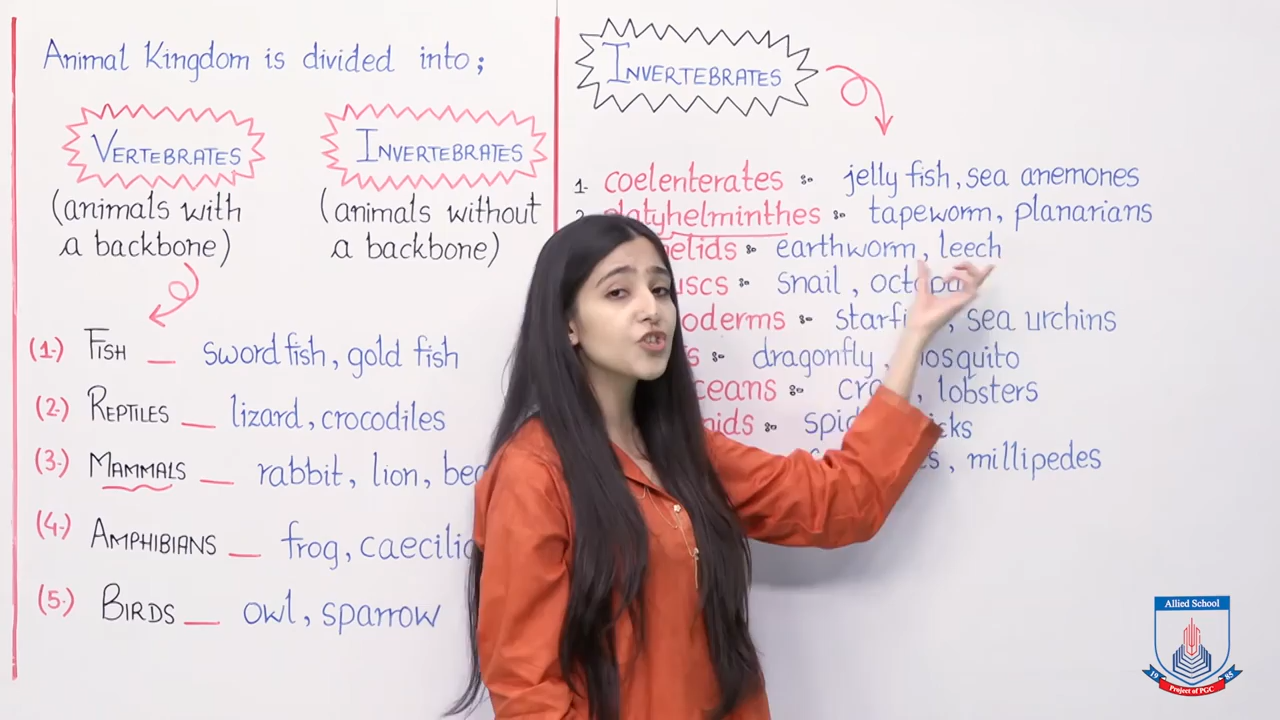 Animal Kingdom is divided into;
VERTEBRATES
(animals with
a backbone)
INVERTEBRATES
(animals without
a backbone)
(1.) FISH — sword fish, gold fish
(2.) REPTILES — lizard, crocodiles
(3.) MAMMALS — rabbit, lion,
(4.) AMPHIBIANS — frog,
(5.) BIRDS — owl, sparrow
INVERTEBRATES
1- coelenterates :- jelly fish, sea anemones
platyhelminthes :- tapeworm, planarians
:- earthworm, leech
:- snail,
:- sea urchins
:- dragonfly, mosquito
:- lobsters
:-
, millipedes
Allied School
1985
Project of PGC